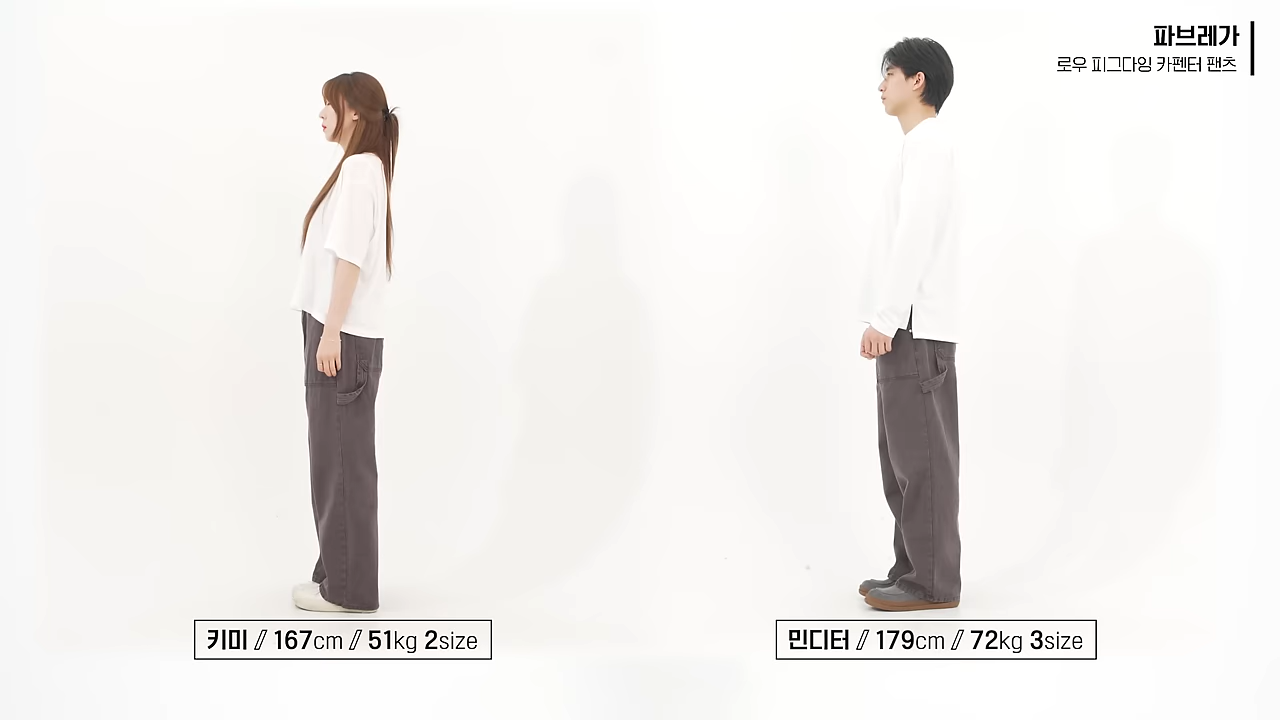 파브레가
로우 피그다잉 카펜터 팬츠
키미 // 167cm // 51kg 2size
민디터 // 179cm // 72kg 3size